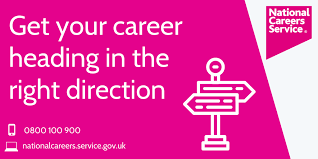 Get your career
heading in the
right direction
National
Careers
Service
0800 100 900
nationalcareers.service.gov.uk